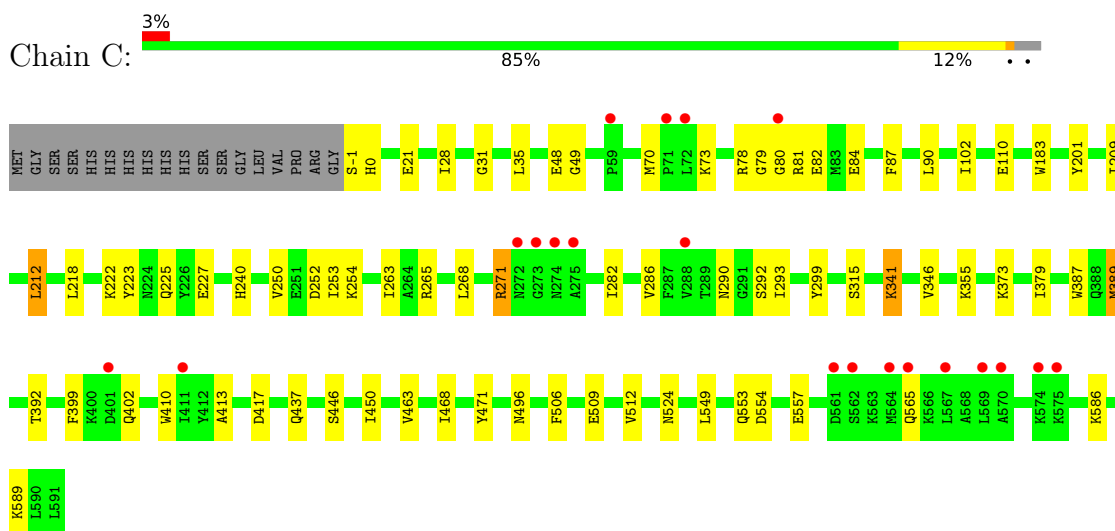 3%
Chain C:
85% 12% • •
MET GLY SER SER HIS HIS HIS HIS HIS HIS SER SER GLY LEU VAL PRO ARG GLY S-1 H0 E21 I28 G31 L35 E48 G49 P59 M70 P71 L72 K73 R78 G79 G80 R81 E82 M83 E84 F87 L90 I102 E110 W183 Y201
L212 L218 K222 Y223 N224 Q225 Y226 E227 H240 V250 E251 D252 I253 K254 I263 A264 R265 L268 R271 N272 G273 N274 A275 I282 V286 F287 V288 T289 N290 G291 S292 I293 Y299 S315 K341 V346 K355 K373 I379 W387 Q388 M389
T392 F399 K400 D401 Q402 W410 I411 Y412 A413 D417 Q437 S446 I450 V463 I468 Y471 N496 F506 E509 V512 N524 L549 Q553 D554 E557 D561 S562 K563 M564 Q565 K566 L567 A568 L569 A570 K574 K575 K586
K589 L590 L591